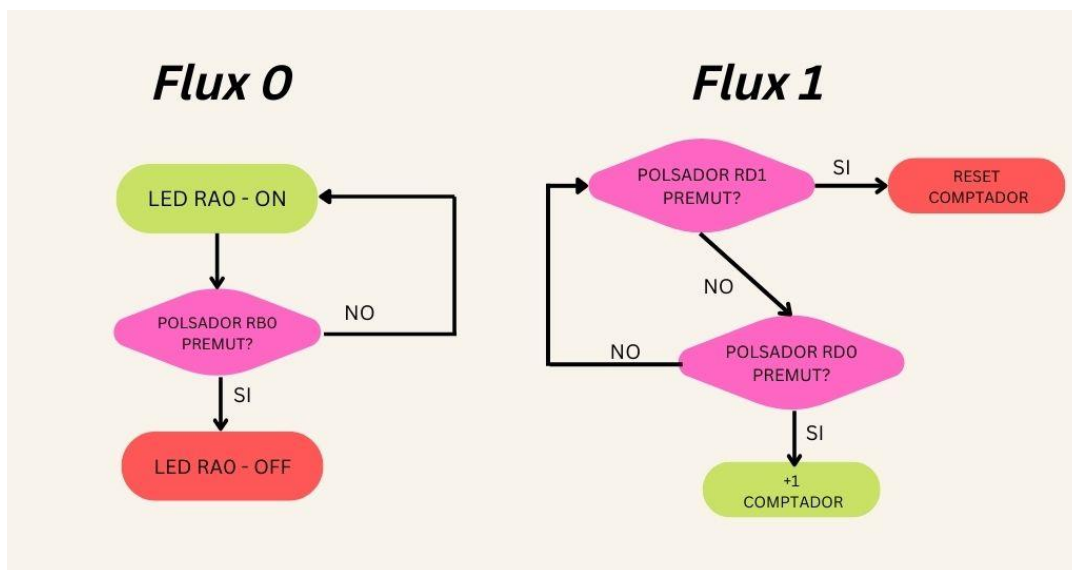 Flux 0
LED RA0 - ON
POLSADOR RB0
PREMUT?
NO
SI
LED RA0 - OFF
Flux 1
POLSADOR RD1
PREMUT?
SI
RESET
COMPTADOR
NO
POLSADOR RD0
PREMUT?
NO
SI
+1
COMPTADOR